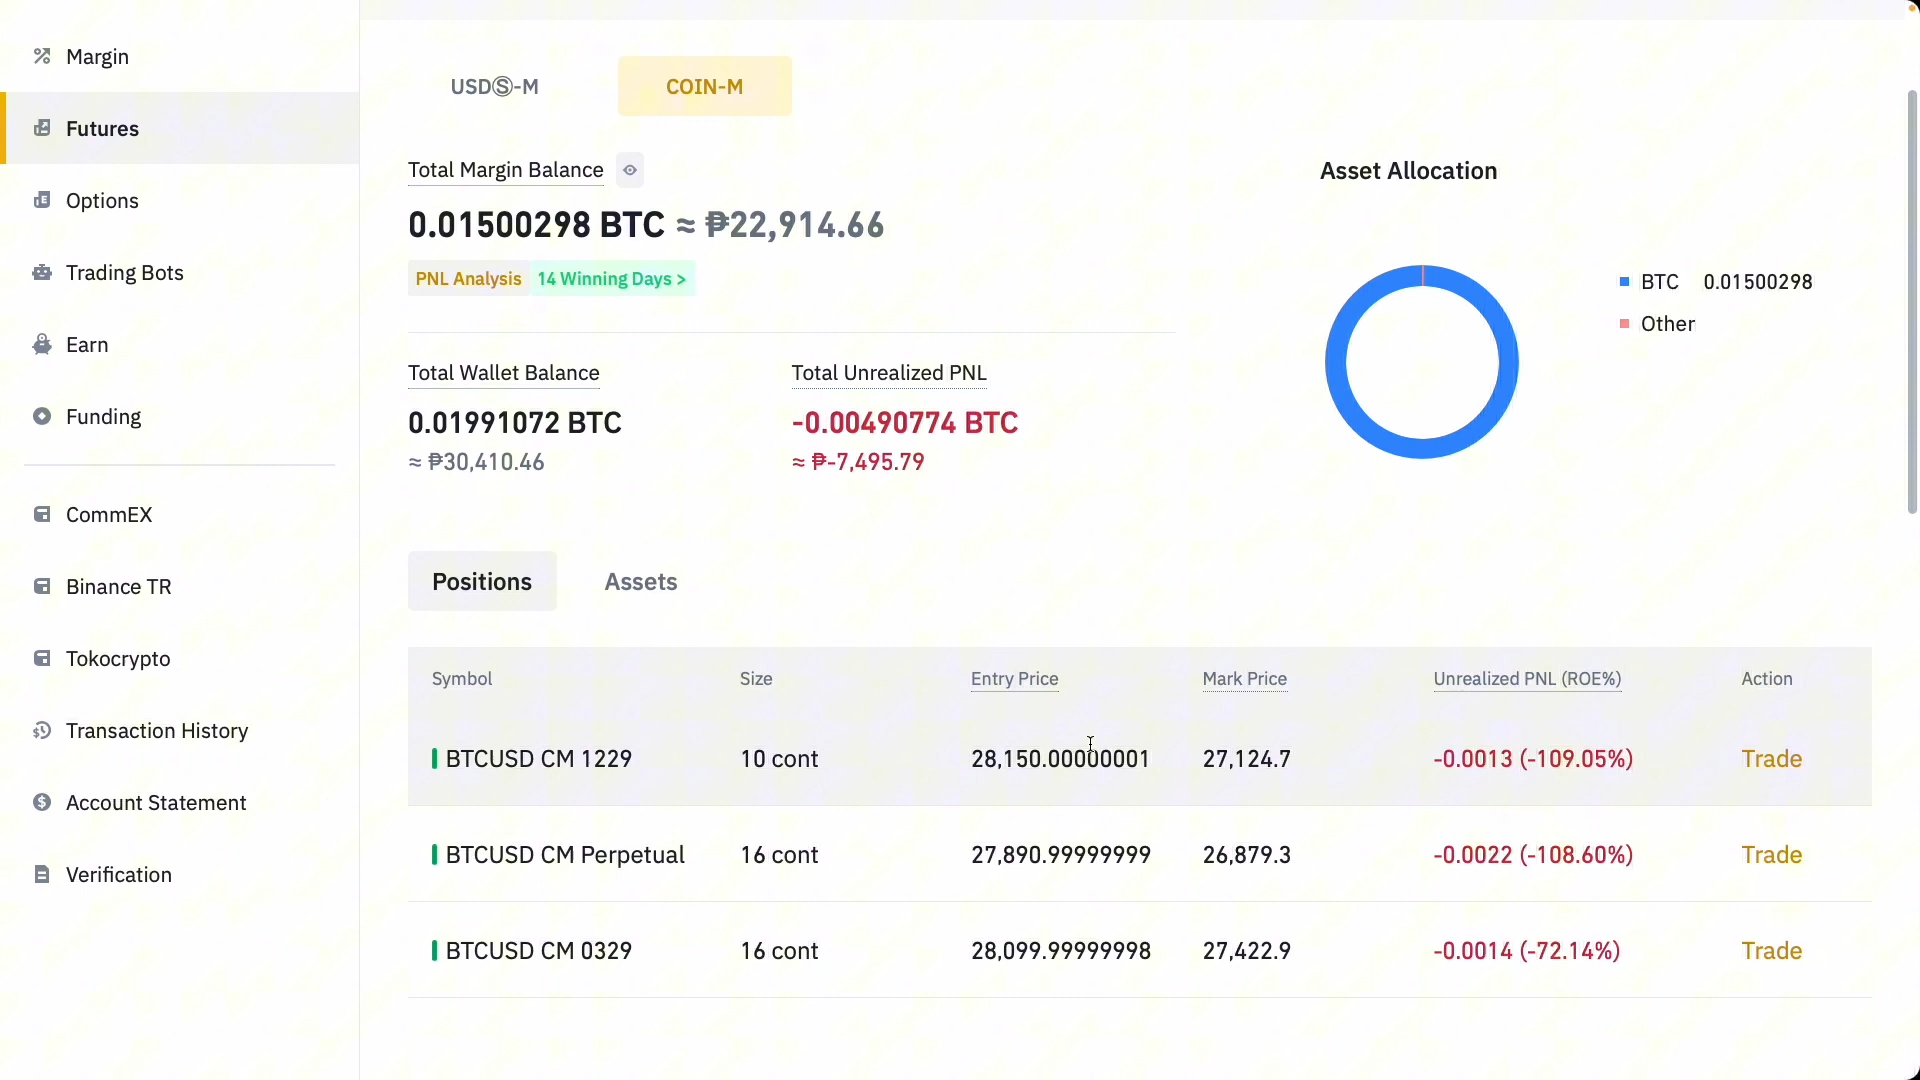 Margin
Futures
Options
Trading Bots
Earn
Funding
CommEX
Binance TR
Tokocrypto
Transaction History
Account Statement
Verification
USDⓈ-M COIN-M
Total Margin Balance
0.01500298 BTC ≈ ₱22,914.66
PNL Analysis 14 Winning Days >
Total Wallet Balance Total Unrealized PNL
0.01991072 BTC -0.00490774 BTC
≈ ₱30,410.46 ≈ ₱-7,495.79
Asset Allocation
BTC 0.01500298
Other
Positions Assets
Symbol Size Entry Price Mark Price Unrealized PNL (ROE%) Action
BTCUSD CM 1229 10 cont 28,150.00000001 27,124.7 -0.0013 (-109.05%) Trade
BTCUSD CM Perpetual 16 cont 27,890.99999999 26,879.3 -0.0022 (-108.60%) Trade
BTCUSD CM 0329 16 cont 28,099.99999998 27,422.9 -0.0014 (-72.14%) Trade